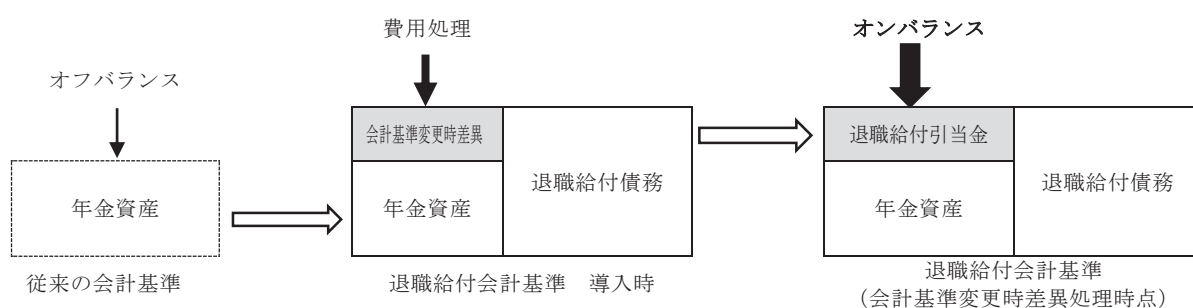 オフバランス
年金資産
従来の会計基準
費用処理
会計基準変更時差異
年金資産
退職給付債務
退職給付会計基準　導入時
オンバランス
退職給付引当金
年金資産
退職給付債務
退職給付会計基準
（会計基準変更時差異処理時点）